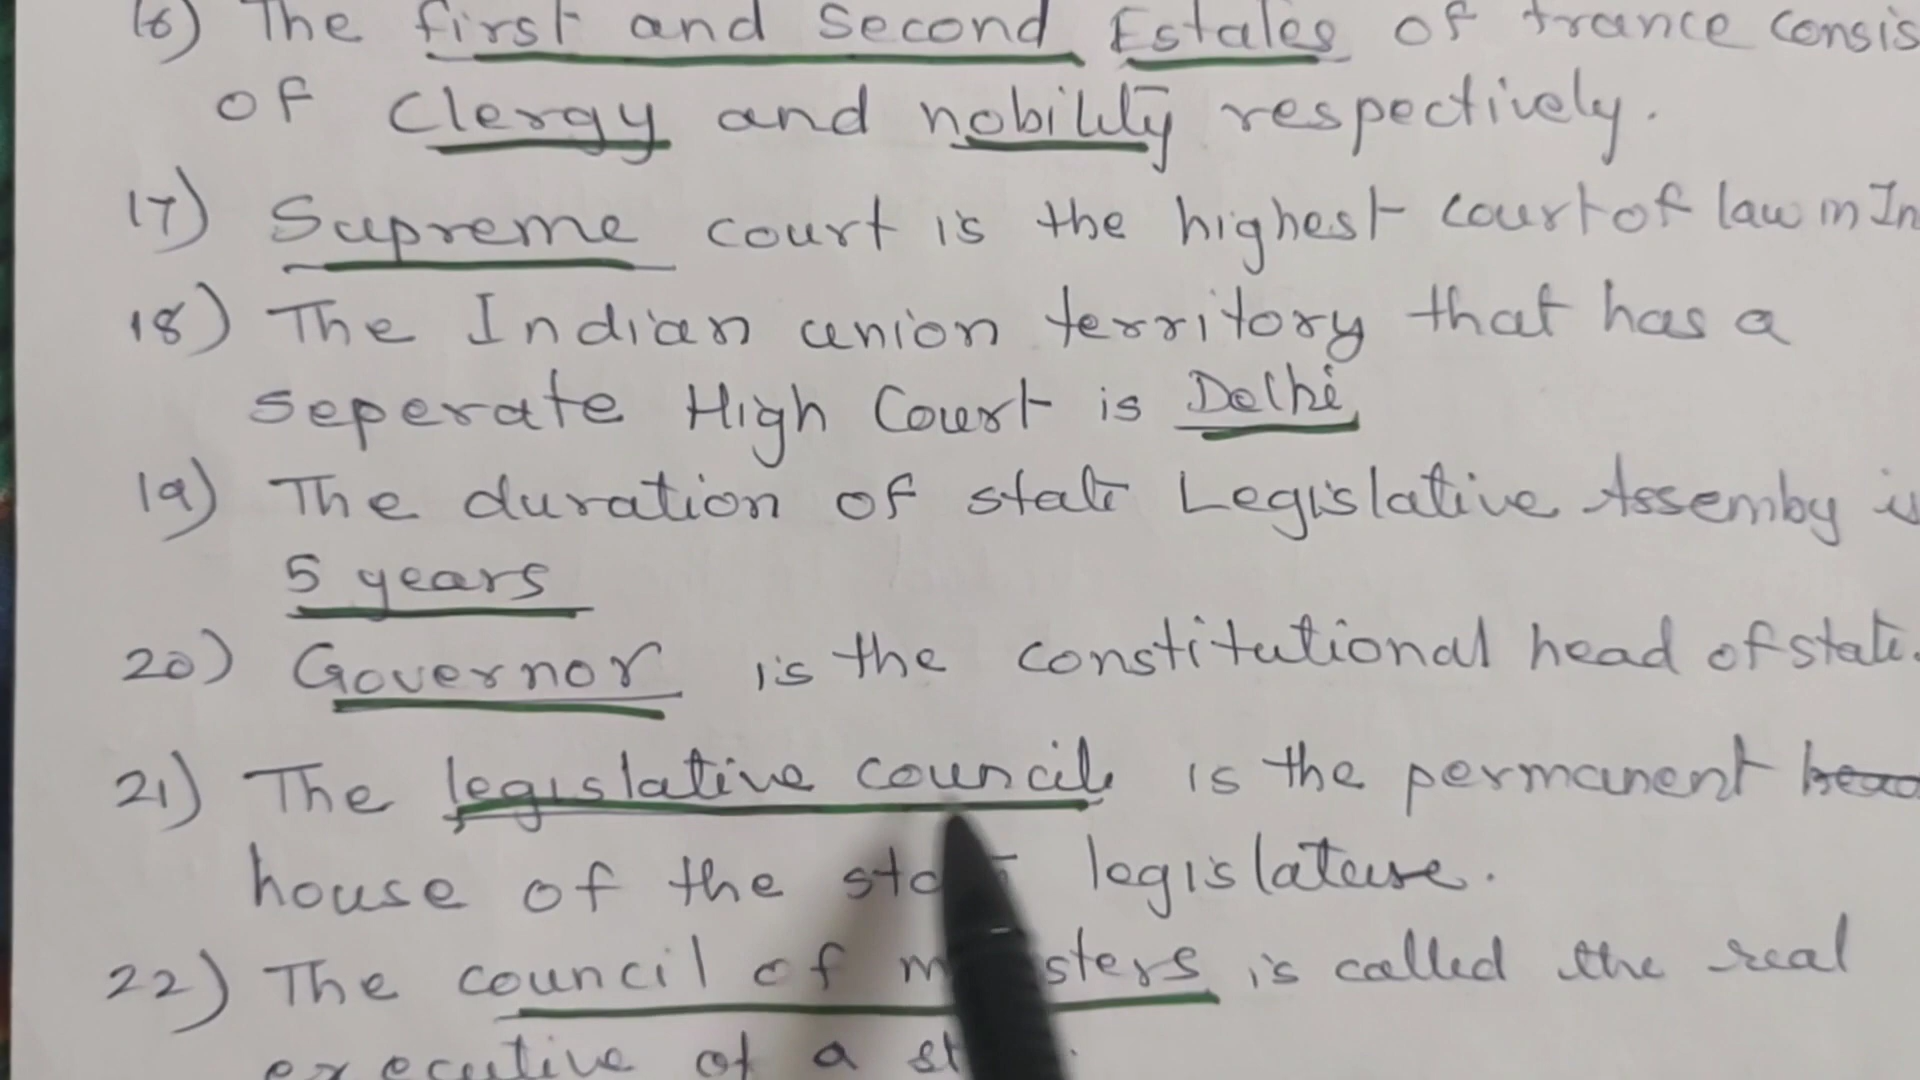 16) The first and second Estates of France consis
of Clergy and nobility respectively.
17) Supreme court is the highest court of law in In
18) The Indian union territory that has a
seperate High Court is Delhi
19) The duration of state Legislative Assemby is
5 years
20) Governor is the constitutional head of state.
21) The legislative council is the permanent
house of the legislature.
22) The council of is called the real
executive of a